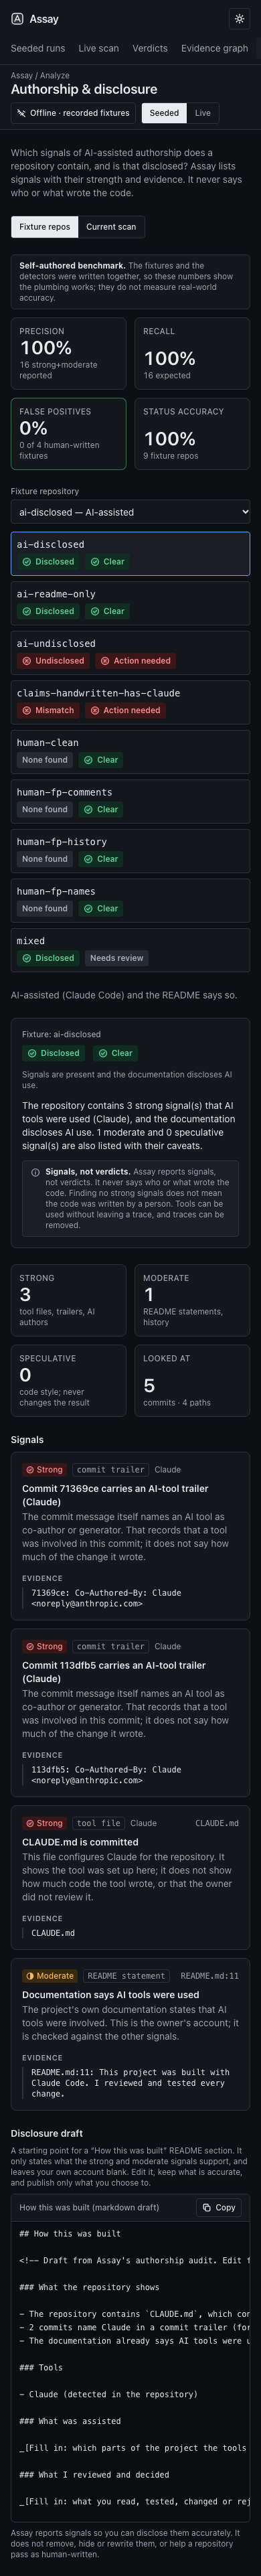 Assay
Seeded runs Live scan Verdicts Evidence graph
Assay / Analyze
Authorship & disclosure
Offline · recorded fixtures Seeded Live
Which signals of AI-assisted authorship does a
repository contain, and is that disclosed? Assay lists
signals with their strength and evidence. It never says
who or what wrote the code.
Fixture repos Current scan
Self-authored benchmark. The fixtures and the
detectors were written together, so these numbers show
the plumbing works; they do not measure real-world
accuracy.
PRECISION
100%
16 strong+moderate
reported
RECALL
100%
16 expected
FALSE POSITIVES
0%
0 of 4 human-written
fixtures
STATUS ACCURACY
100%
9 fixture repos
Fixture repository
ai-disclosed — AI-assisted
ai-disclosed
Disclosed Clear
ai-readme-only
Disclosed Clear
ai-undisclosed
Undisclosed Action needed
claims-handwritten-has-claude
Mismatch Action needed
human-clean
None found Clear
human-fp-comments
None found Clear
human-fp-history
None found Clear
human-fp-names
None found Clear
mixed
Disclosed Needs review
AI-assisted (Claude Code) and the README says so.
Fixture: ai-disclosed
Disclosed Clear
Signals are present and the documentation discloses AI
use.
The repository contains 3 strong signal(s) that AI
tools were used (Claude), and the documentation
discloses AI use. 1 moderate and 0 speculative
signal(s) are also listed with their caveats.
Signals, not verdicts. Assay reports signals,
not verdicts. It never says who or what wrote the
code. Finding no strong signals does not mean
the code was written by a person. Tools can be
used without leaving a trace, and traces can be
removed.
STRONG
3
tool files, trailers, AI
authors
MODERATE
1
README statements,
history
SPECULATIVE
0
code style; never
changes the result
LOOKED AT
5
commits · 4 paths
Signals
Strong commit trailer Claude
Commit 71369ce carries an AI-tool trailer
(Claude)
The commit message itself names an AI tool as
co-author or generator. That records that a tool
was involved in this commit; it does not say how
much of the change it wrote.
EVIDENCE
71369ce: Co-Authored-By: Claude
<noreply@anthropic.com>
Strong commit trailer Claude
Commit 113dfb5 carries an AI-tool trailer
(Claude)
The commit message itself names an AI tool as
co-author or generator. That records that a tool
was involved in this commit; it does not say how
much of the change it wrote.
EVIDENCE
113dfb5: Co-Authored-By: Claude
<noreply@anthropic.com>
Strong tool file Claude CLAUDE.md
CLAUDE.md is committed
This file configures Claude for the repository. It
shows the tool was set up here; it does not show
how much code the tool wrote, or that the owner
did not review it.
EVIDENCE
CLAUDE.md
Moderate README statement README.md:11
Documentation says AI tools were used
The project's own documentation states that AI
tools were involved. This is the owner's account; it
is checked against the other signals.
EVIDENCE
README.md:11: This project was built with
Claude Code. I reviewed and tested every
change.
Disclosure draft
A starting point for a "How this was built" README section. It
only states what the strong and moderate signals support, and
leaves your own account blank. Edit it, keep what is accurate,
and publish only what you choose to.
How this was built (markdown draft) Copy
## How this was built
<!-- Draft from Assay's authorship audit. Edit f
### What the repository shows
- The repository contains `CLAUDE.md`, which con
- 2 commits name Claude in a commit trailer (for
- The documentation already says AI tools were u
### Tools
- Claude (detected in the repository)
### What was assisted
_[Fill in: which parts of the project the tools
### What I reviewed and decided
_[Fill in: what you read, tested, changed or rej
Assay reports signals so you can disclose them accurately. It
does not remove, hide or rewrite them, or help a repository
pass as human-written.